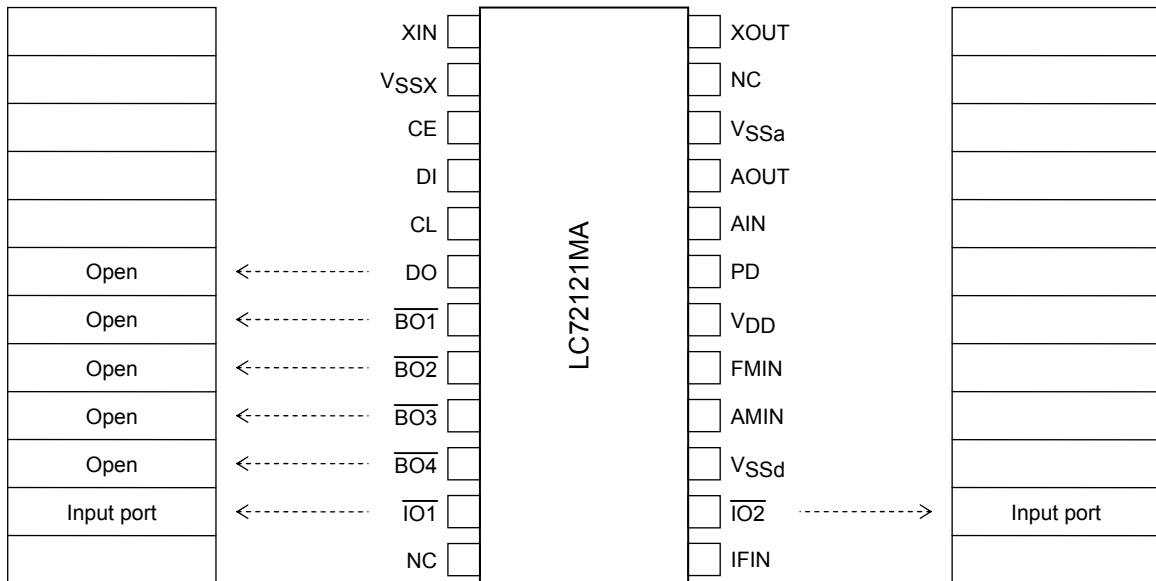 XIN XOUT
VSSX NC
CE VSSa
DI AOUT
CL AIN
Open DO PD
Open BO1 VDD
Open BO2 FMIN
Open BO3 AMIN
Open BO4 VSSd
Input port IO1 IO2 Input port
NC IFIN
LC72121MA